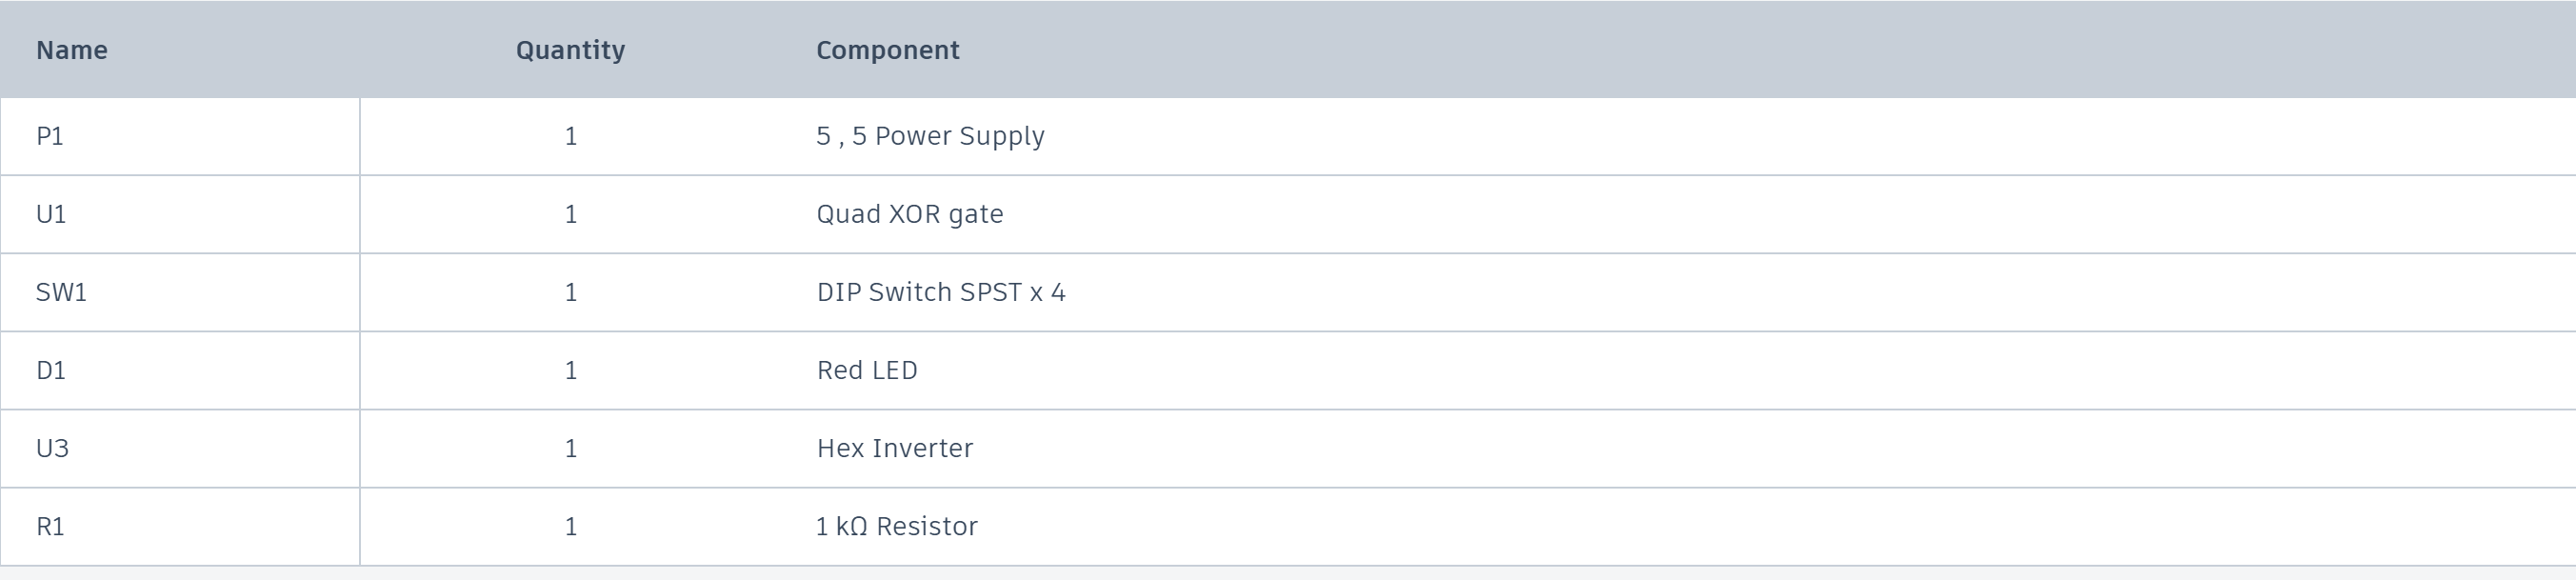 Name Quantity Component
P1 1 5 , 5 Power Supply
U1 1 Quad XOR gate
SW1 1 DIP Switch SPST x 4
D1 1 Red LED
U3 1 Hex Inverter
R1 1 1 kΩ Resistor